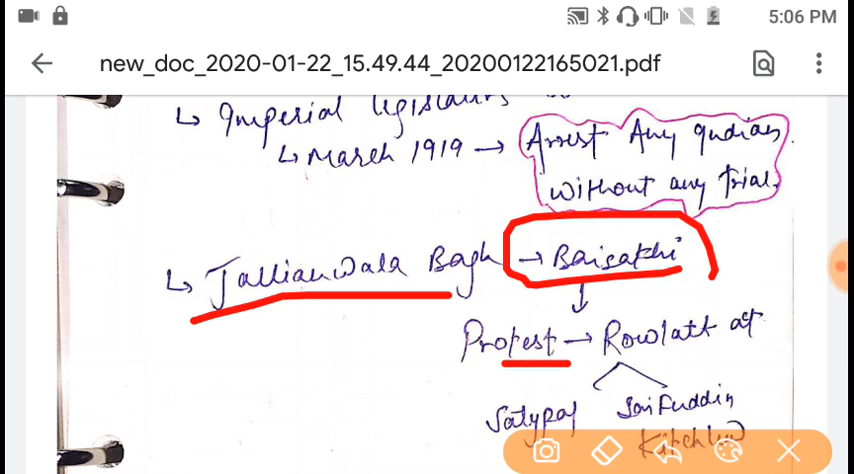 5:06 PM
new_doc_2020-01-22_15.49.44_20200122165021.pdf
↳ Imperial legislative
↳ March 1919 → Arrest Any Indian
without any trial.
↳ Jallianwala Bagh → Baisakhi
↓
Protest → Rowlatt act
Satypal Saifuddin
Kitchlew